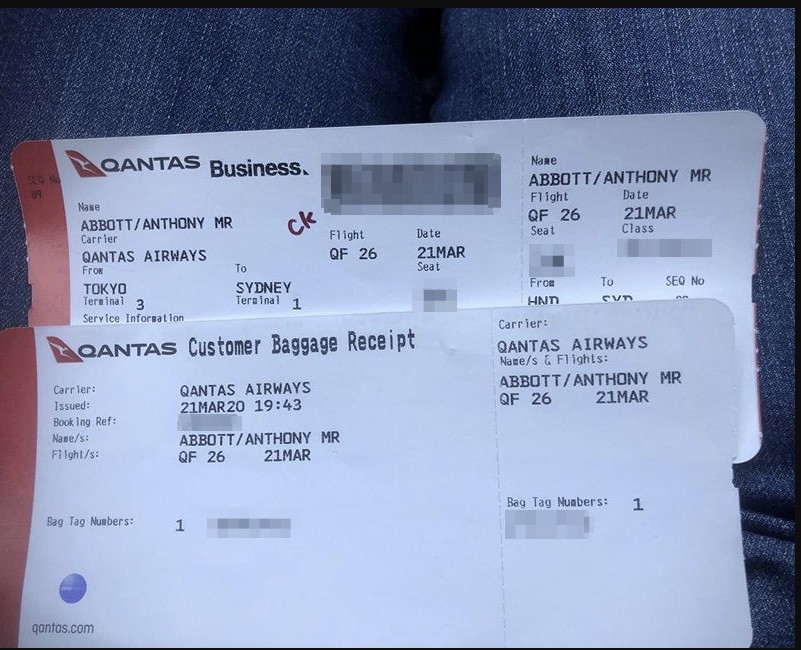 QANTAS Business.
Name
ABBOTT/ANTHONY MR
Carrier
QANTAS AIRWAYS
From To
TOKYO SYDNEY
Terminal 3 Terminal 1
Service Information
CK
Flight Date
QF 26 21MAR
Seat
Name
ABBOTT/ANTHONY MR
Flight Date
QF 26 21MAR
Seat Class
From To SEQ No
HND SYD
SEQ No
89
QANTAS Customer Baggage Receipt
Carrier: QANTAS AIRWAYS
Issued: 21MAR20 19:43
Booking Ref:
Name/s: ABBOTT/ANTHONY MR
Flight/s: QF 26 21MAR
Bag Tag Numbers: 1
qantas.com
Carrier:
QANTAS AIRWAYS
Name/s & Flights:
ABBOTT/ANTHONY MR
QF 26 21MAR
Bag Tag Numbers: 1